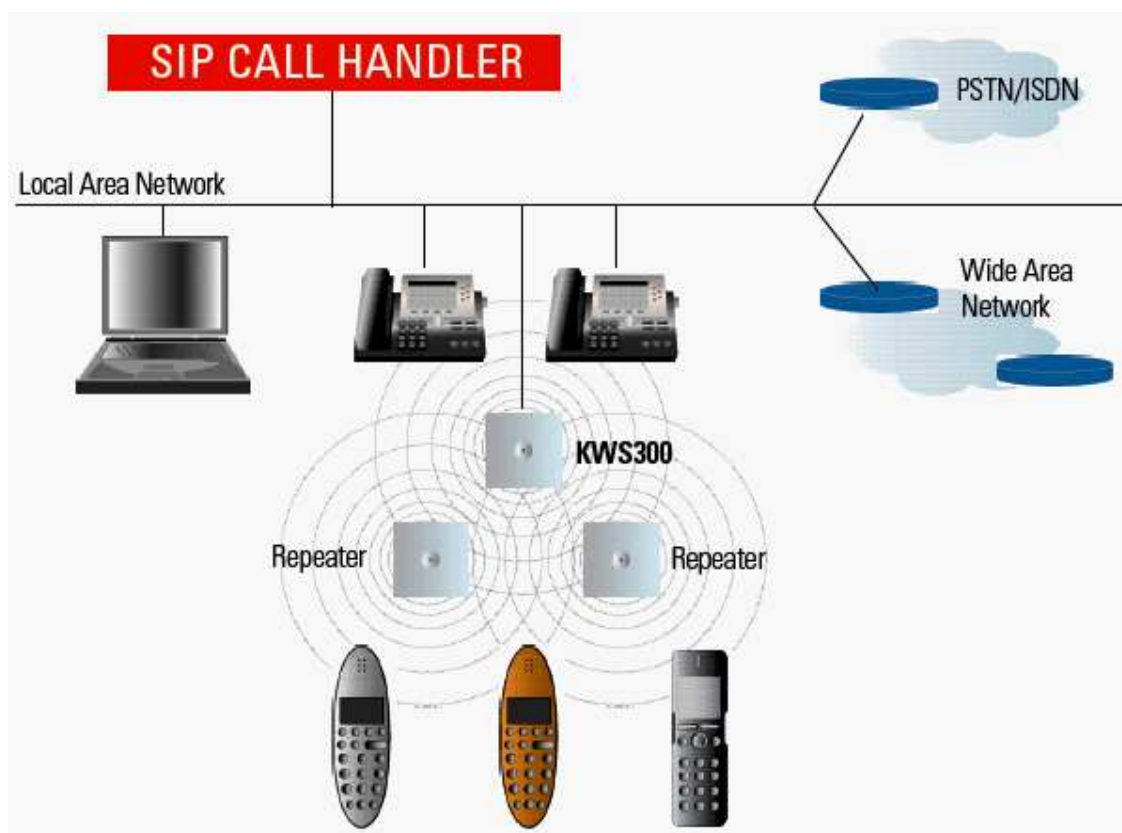 SIP CALL HANDLER
PSTN/ISDN
Local Area Network
Wide Area
Network
KWS300
Repeater
Repeater